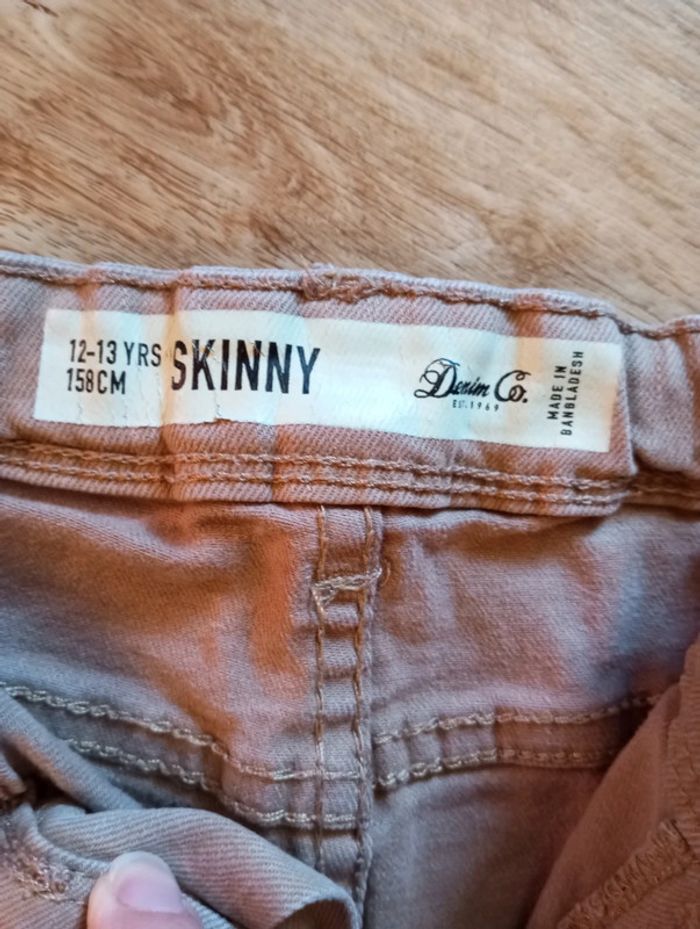 12-13 YRS
158CM
SKINNY
Denim Co.
EST. 1969
MADE IN
BANGLADESH